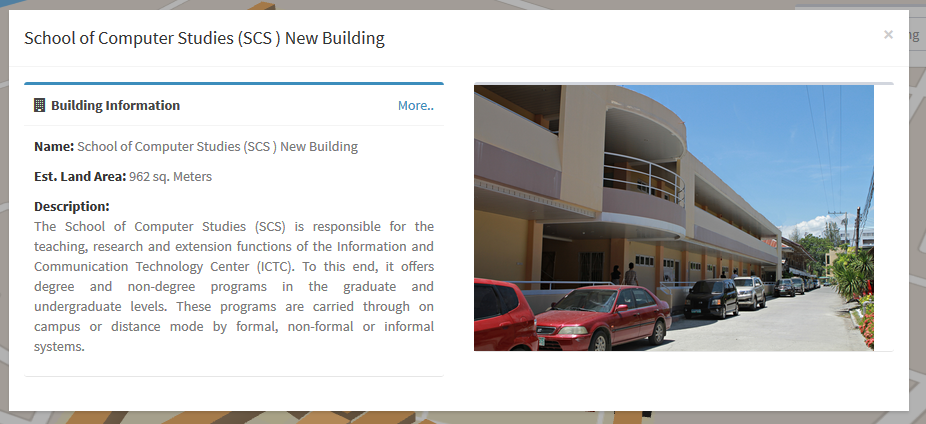 School of Computer Studies (SCS ) New Building
×
ng
Building Information
More..
Name: School of Computer Studies (SCS ) New Building
Est. Land Area: 962 sq. Meters
Description:
The School of Computer Studies (SCS) is responsible for the
teaching, research and extension functions of the Information and
Communication Technology Center (ICTC). To this end, it offers
degree and non-degree programs in the graduate and
undergraduate levels. These programs are carried through on
campus or distance mode by formal, non-formal or informal
systems.